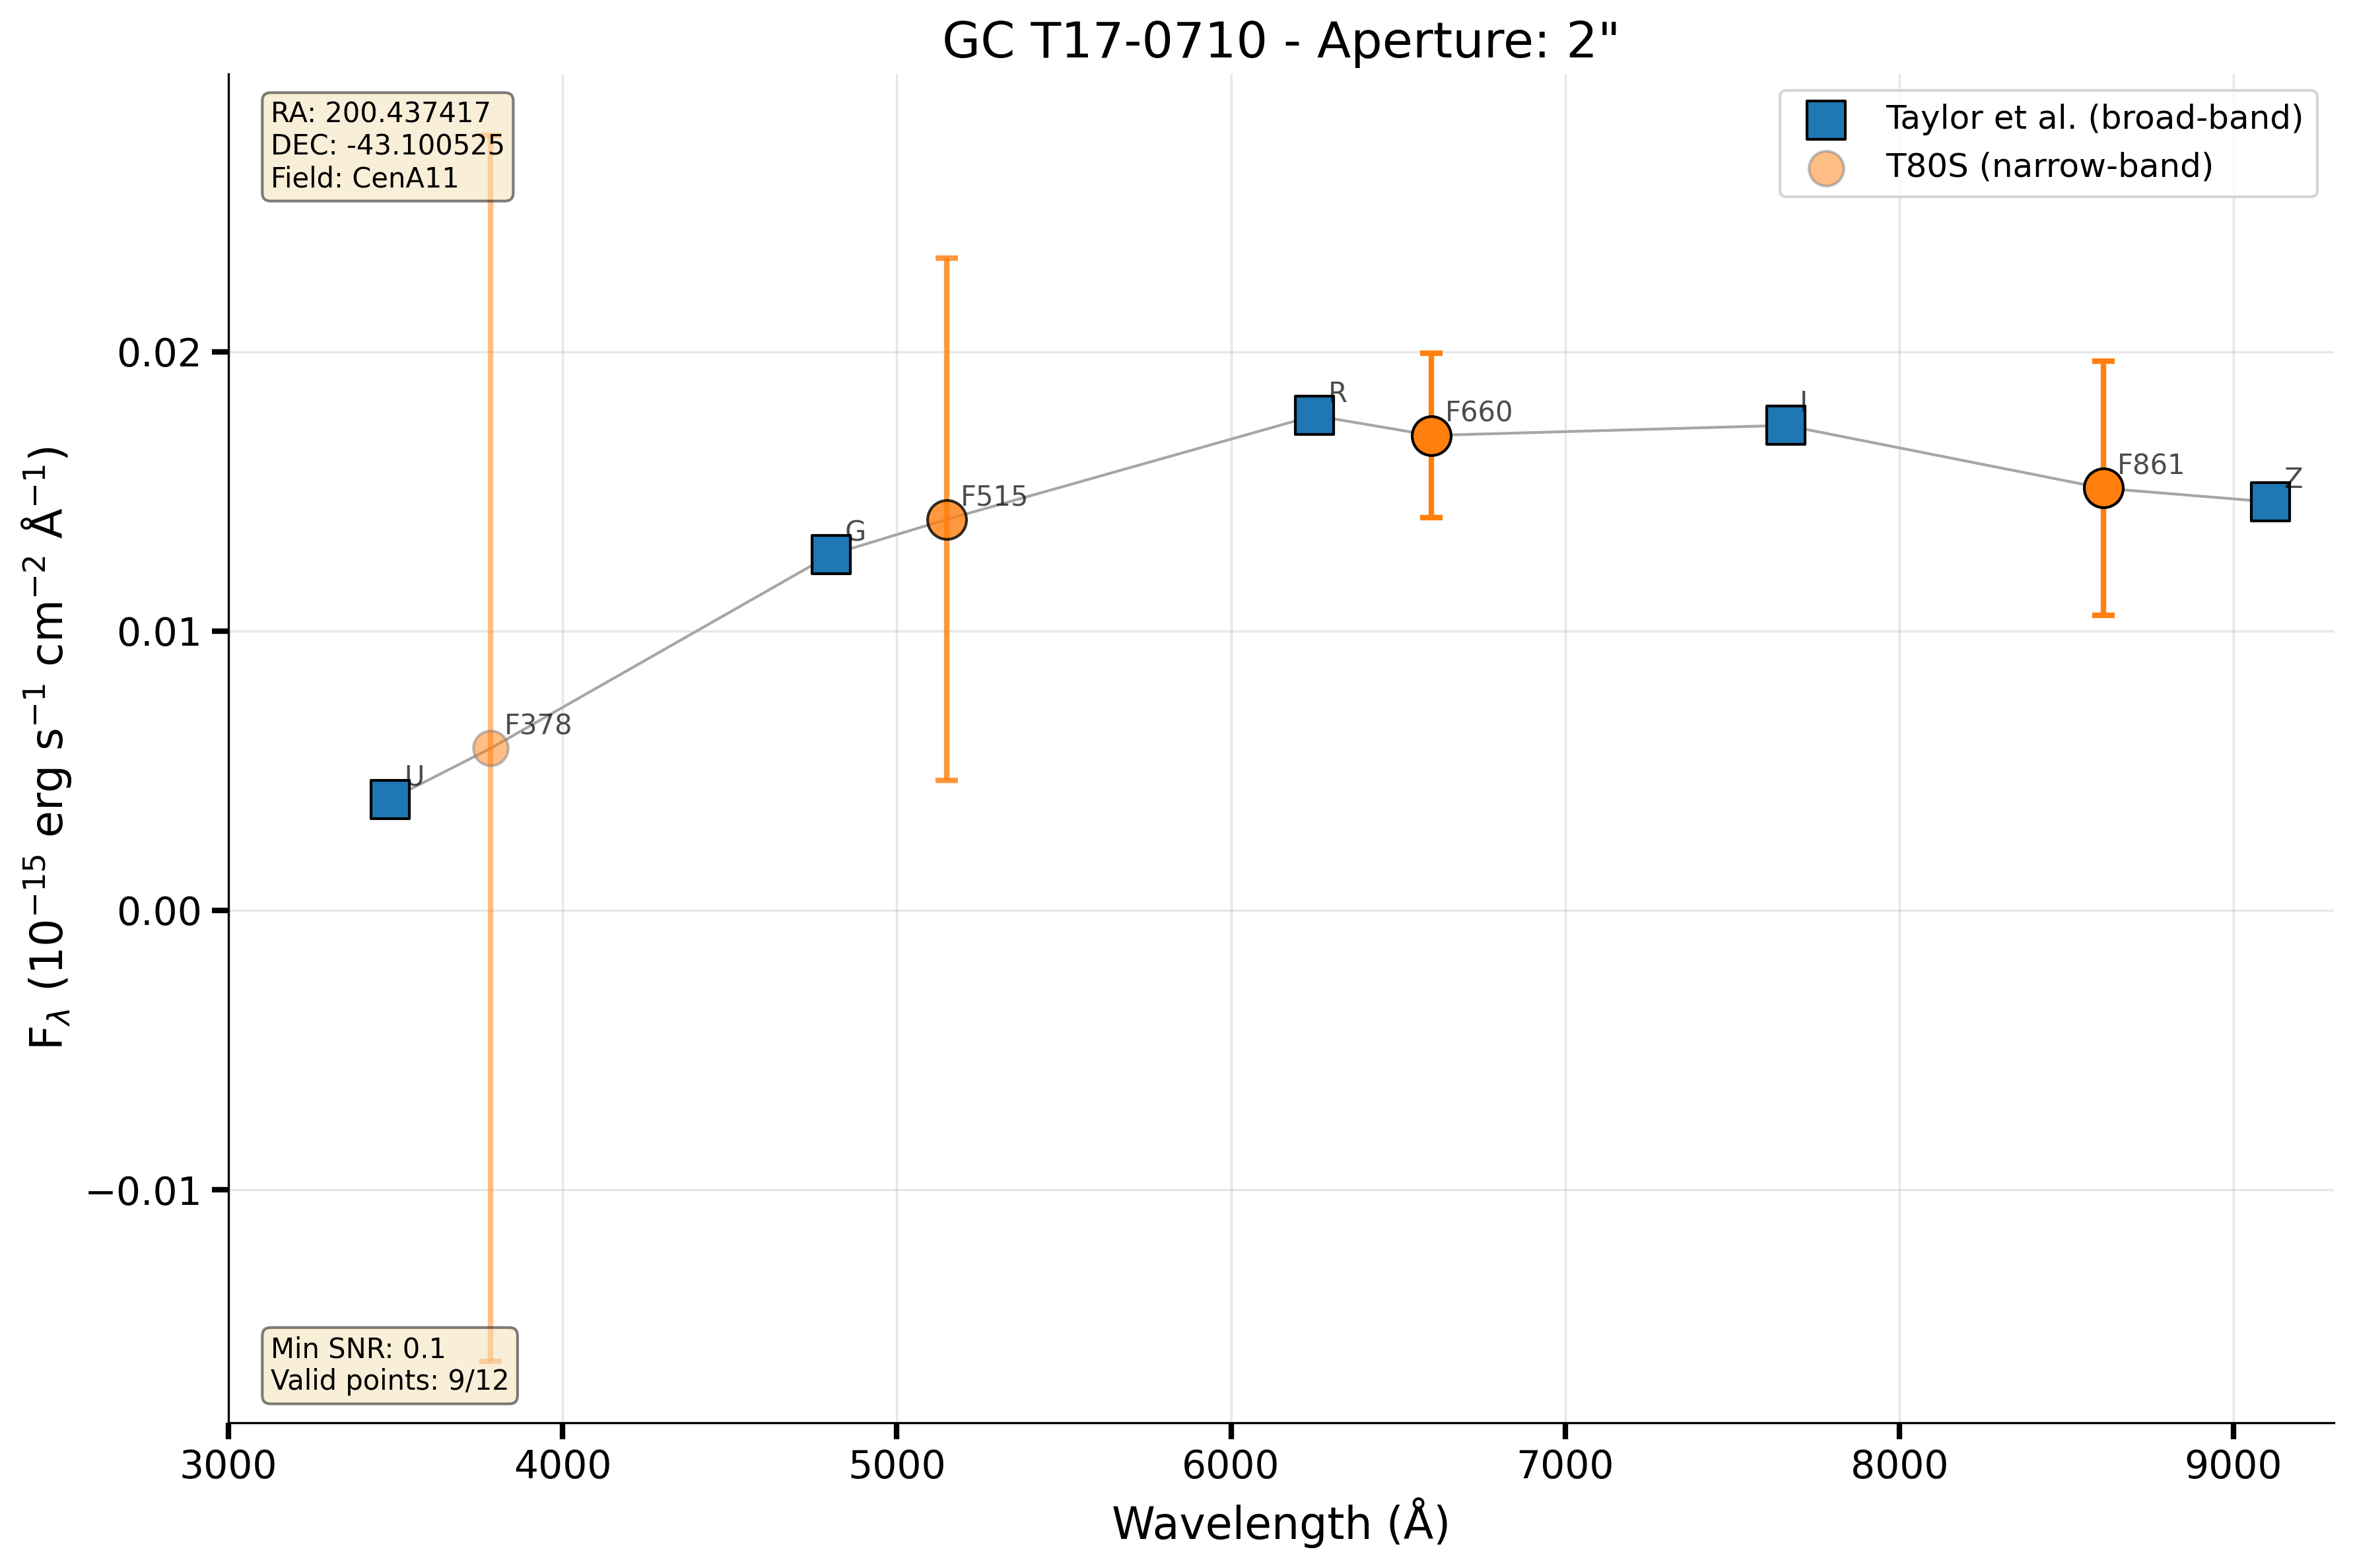 GC T17-0710 - Aperture: 2"
RA: 200.437417
DEC: -43.100525
Field: CenA11
Taylor et al. (broad-band)
T80S (narrow-band)
U
F378
G
F515
R
F660
I
F861
Z
0.02
0.01
0.00
−0.01
F_λ (10⁻¹⁵ erg s⁻¹ cm⁻² Å⁻¹)
Min SNR: 0.1
Valid points: 9/12
3000 4000 5000 6000 7000 8000 9000
Wavelength (Å)